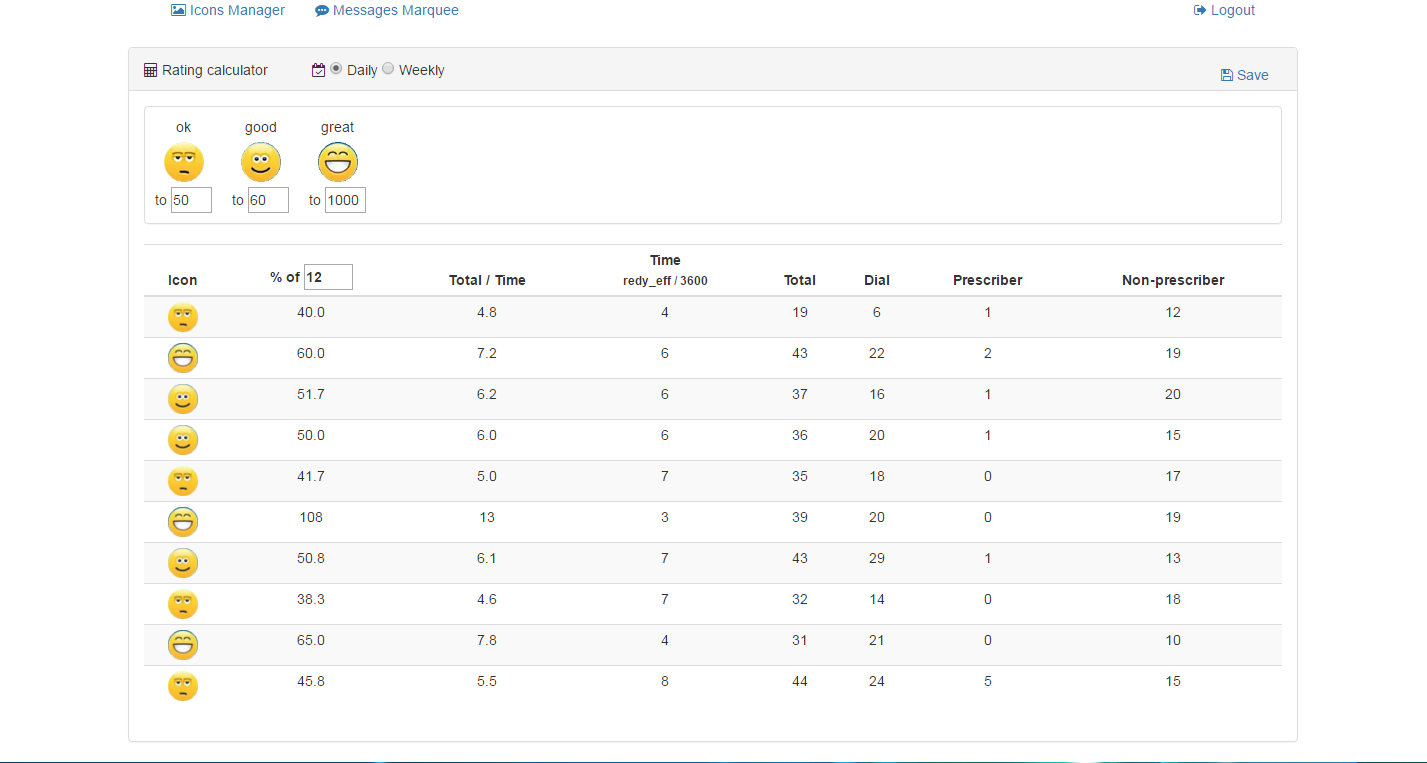 Icons Manager Messages Marquee Logout
Rating calculator Daily Weekly Save
ok good great
to 50 to 60 to 1000
Time
Icon % of 12 Total / Time redy_eff / 3600 Total Dial Prescriber Non-prescriber
40.0 4.8 4 19 6 1 12
60.0 7.2 6 43 22 2 19
51.7 6.2 6 37 16 1 20
50.0 6.0 6 36 20 1 15
41.7 5.0 7 35 18 0 17
108 13 3 39 20 0 19
50.8 6.1 7 43 29 1 13
38.3 4.6 7 32 14 0 18
65.0 7.8 4 31 21 0 10
45.8 5.5 8 44 24 5 15